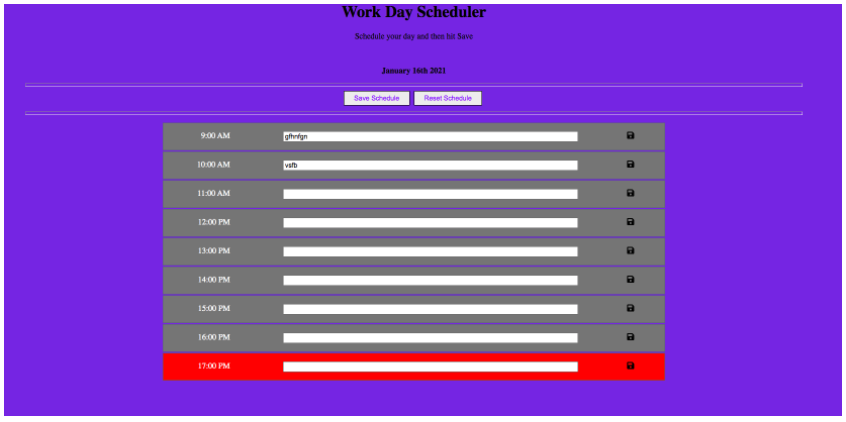 Work Day Scheduler
Schedule your day and then hit Save
January 16th 2021
Save Schedule Reset Schedule
9:00 AM gfhnfgn
10:00 AM vsfb
11:00 AM
12:00 PM
13:00 PM
14:00 PM
15:00 PM
16:00 PM
17:00 PM